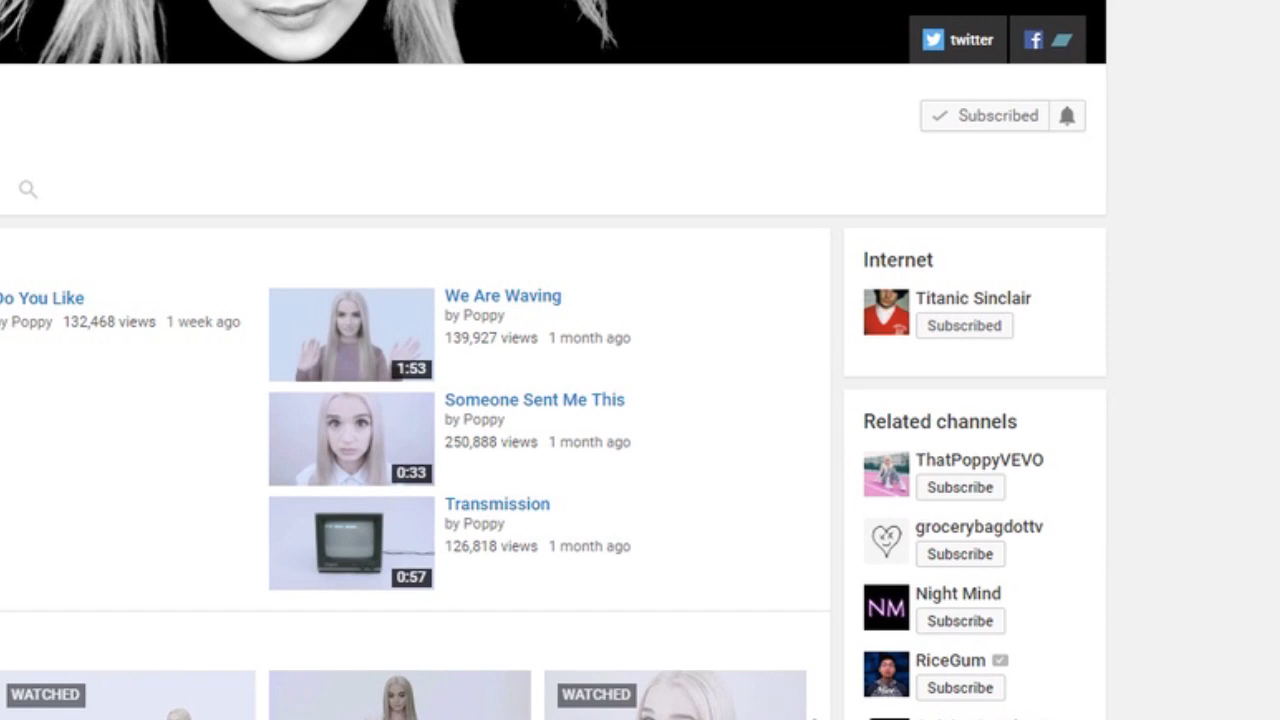 twitter
Subscribed
Do You Like
by Poppy 132,468 views 1 week ago
We Are Waving
by Poppy
139,927 views 1 month ago
1:53
Someone Sent Me This
by Poppy
250,888 views 1 month ago
0:33
Transmission
by Poppy
126,818 views 1 month ago
0:57
WATCHED
WATCHED
Internet
Titanic Sinclair
Subscribed
Related channels
ThatPoppyVEVO
Subscribe
grocerybagdottv
Subscribe
NM
Night Mind
Subscribe
RiceGum
Subscribe